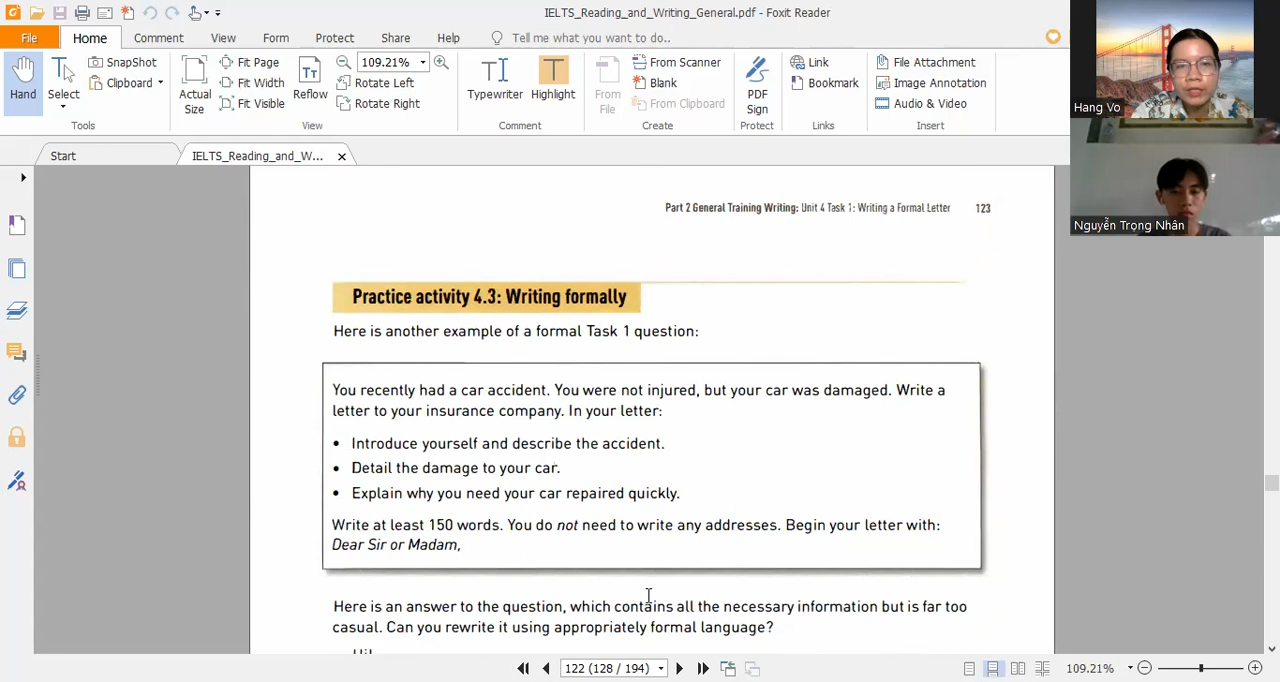 IELTS_Reading_and_Writing_General.pdf - Foxit Reader
File
Home
Comment
View
Form
Protect
Share
Help
Tell me what you want to do..
Hand
Select
SnapShot
Clipboard
Tools
Actual Size
Fit Page
Fit Width
Fit Visible
Reflow
109.21%
Rotate Left
Rotate Right
View
Typewriter
Highlight
Comment
From File
From Scanner
Blank
From Clipboard
Create
PDF Sign
Protect
Link
Bookmark
Links
File Attachment
Image Annotation
Audio & Video
Insert
Hang Vo
Nguyễn Trọng Nhân
Start
IELTS_Reading_and_W...
Part 2 General Training Writing: Unit 4 Task 1: Writing a Formal Letter 123
Practice activity 4.3: Writing formally
Here is another example of a formal Task 1 question:
You recently had a car accident. You were not injured, but your car was damaged. Write a
letter to your insurance company. In your letter:
• Introduce yourself and describe the accident.
• Detail the damage to your car.
• Explain why you need your car repaired quickly.
Write at least 150 words. You do not need to write any addresses. Begin your letter with:
Dear Sir or Madam,
Here is an answer to the question, which contains all the necessary information but is far too
casual. Can you rewrite it using appropriately formal language?
122 (128 / 194)
109.21%